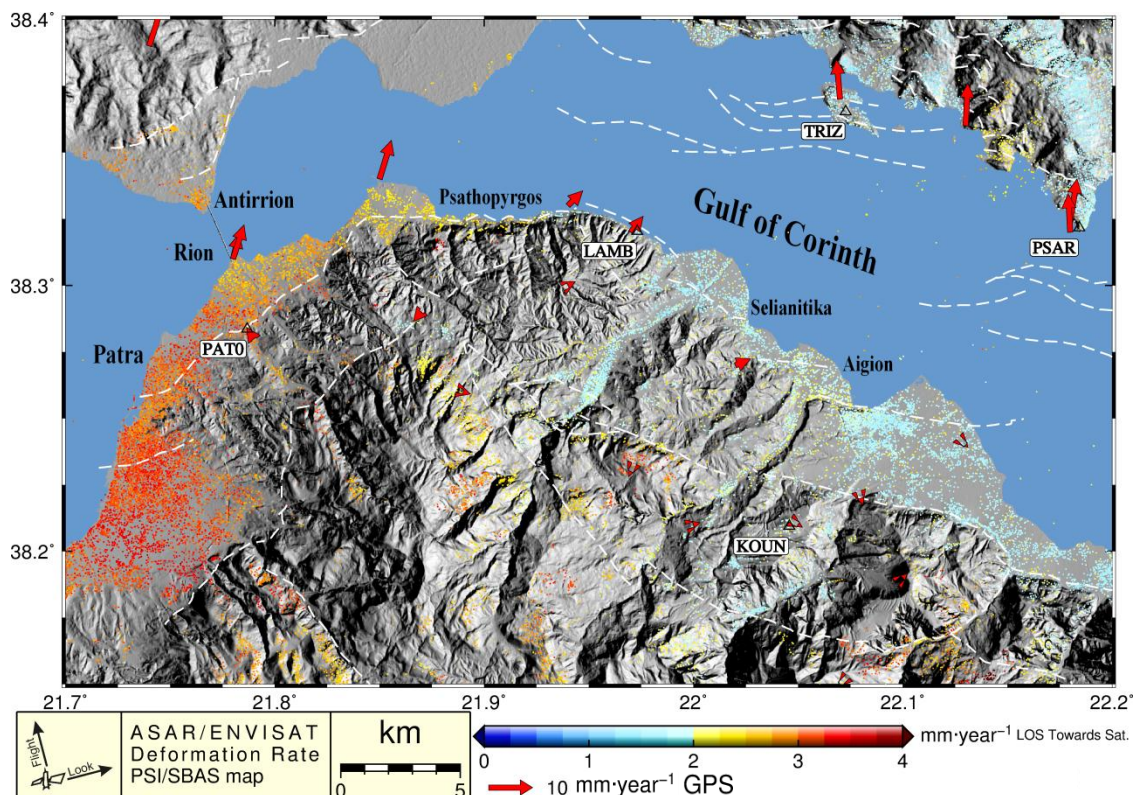 38.4˚
TRIZ
Antirrion
Psathopyrgos
Gulf of Corinth
Rion
LAMB
PSAR
38.3˚
Selianitika
Patra
PAT0
Aigion
38.2˚
KOUN
21.7˚
21.8˚
21.9˚
22˚
22.1˚
22.2˚
Flight
Look
ASAR/ENVISAT
Deformation Rate
PSI/SBAS map
km
0 5
mm·year⁻¹ LOS Towards Sat.
0 1 2 3 4
10 mm·year⁻¹ GPS